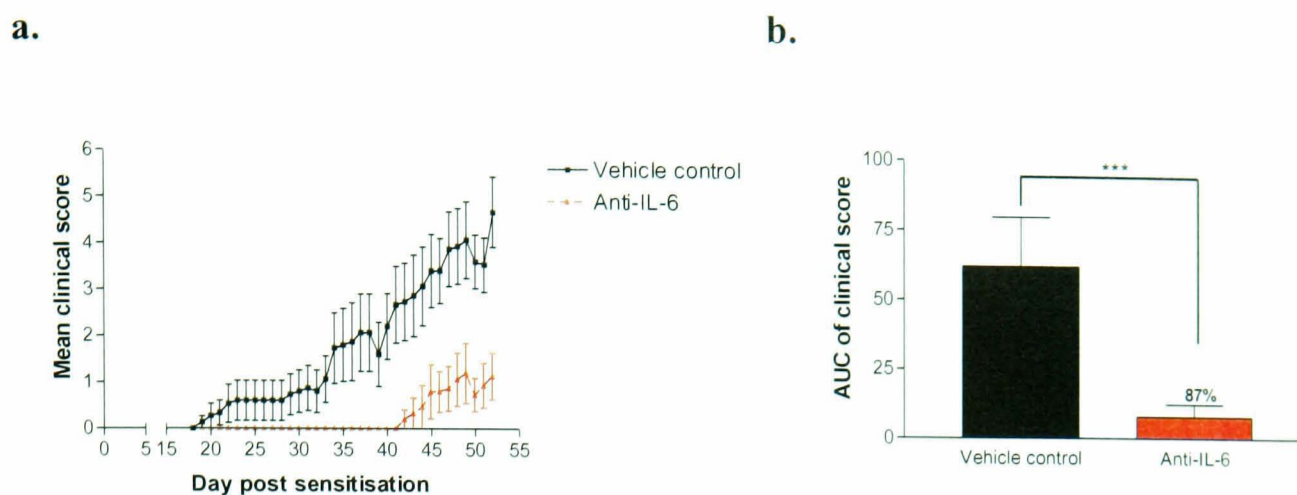 a.
6
5
4
3
2
1
0
Mean clinical score
0 5 15 20 25 30 35 40 45 50 55
Day post sensitisation
Vehicle control
Anti-IL-6
b.
100
75
50
25
0
AUC of clinical score
***
87%
Vehicle control
Anti-IL-6